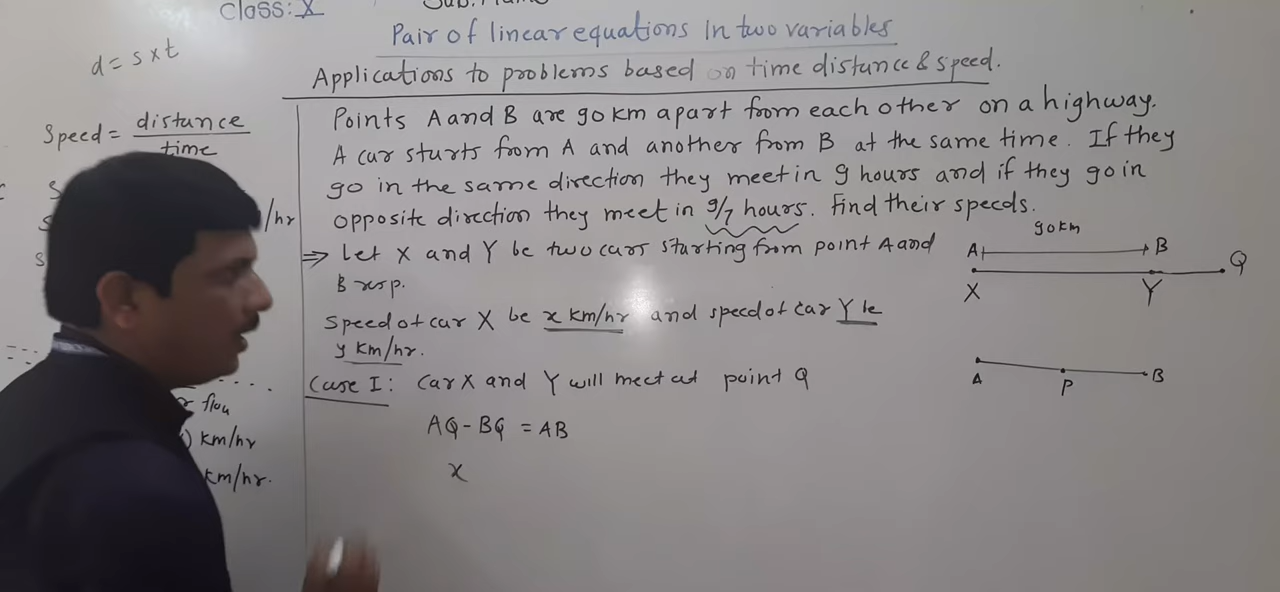 Class: X
Pair of linear equations In two variables
d = s x t
Applications to problems based on time distance & speed.
Speed = distance / time
/hr
flow
) km/hr
km/hr.
Points A and B are 90 km apart from each other on a highway.
A car starts from A and another from B at the same time. If they
go in the same direction they meet in 9 hours and if they go in
opposite direction they meet in 9/7 hours. Find their speeds.
⇒ Let X and Y be two cars starting from point A and
B resp.
Speed of car X be x km/hr and speed of car Y be
y km/hr.
Case I: Car X and Y will meet at point Q
AQ - BQ = AB
x
90 km
A B Q
X Y
A P B